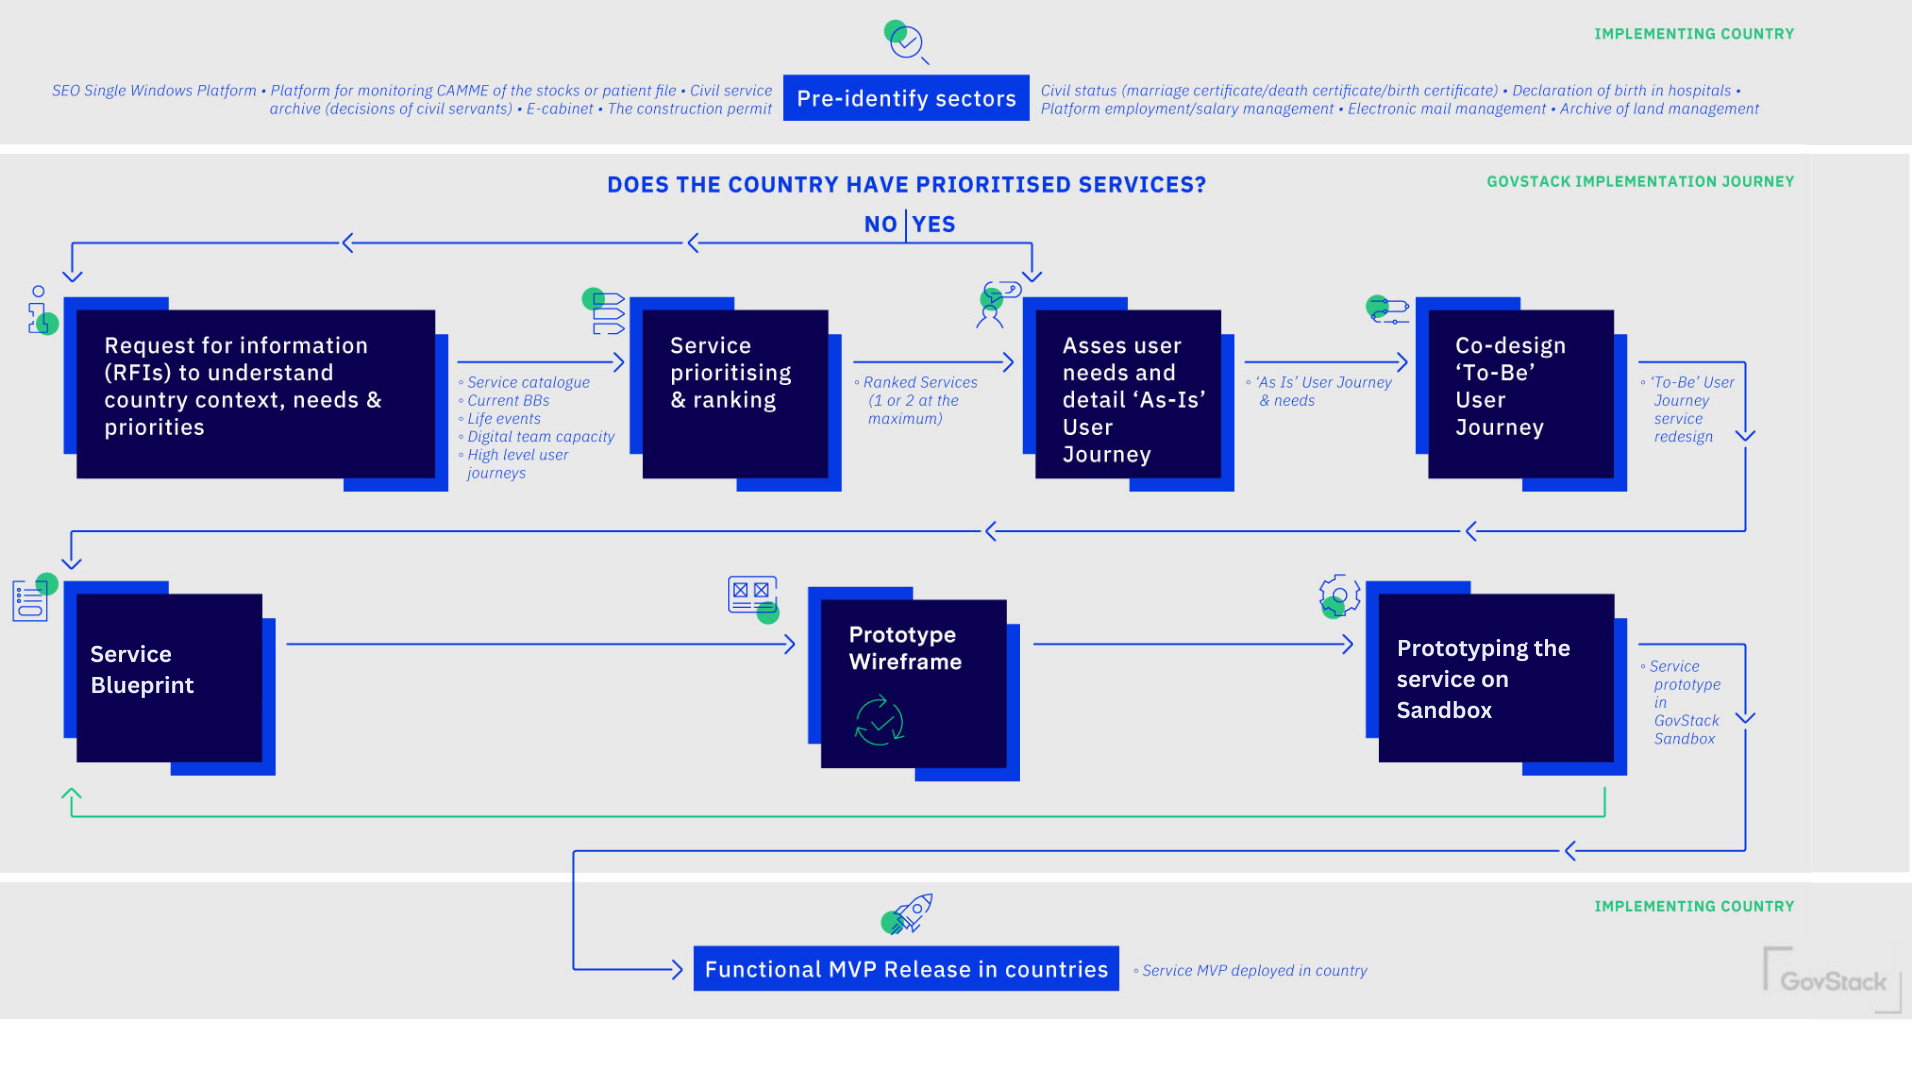 IMPLEMENTING COUNTRY
SEO Single Windows Platform • Platform for monitoring CAMME of the stocks or patient file • Civil service
archive (decisions of civil servants) • E-cabinet • The construction permit
Pre-identify sectors
Civil status (marriage certificate/death certificate/birth certificate) • Declaration of birth in hospitals •
Platform employment/salary management • Electronic mail management • Archive of land management
DOES THE COUNTRY HAVE PRIORITISED SERVICES?
GOVSTACK IMPLEMENTATION JOURNEY
NO YES
Request for information
(RFIs) to understand
country context, needs &
priorities
◦ Service catalogue
◦ Current BBs
◦ Life events
◦ Digital team capacity
◦ High level user
journeys
Service
prioritising
& ranking
◦ Ranked Services
(1 or 2 at the
maximum)
Asses user
needs and
detail ‘As-Is’
User
Journey
◦ ‘As Is’ User Journey
& needs
Co-design
‘To-Be’
User
Journey
◦ ‘To-Be’ User
Journey
service
redesign
Service
Blueprint
Prototype
Wireframe
Prototyping the
service on
Sandbox
◦ Service
prototype
in
GovStack
Sandbox
IMPLEMENTING COUNTRY
Functional MVP Release in countries
◦ Service MVP deployed in country
GovStack